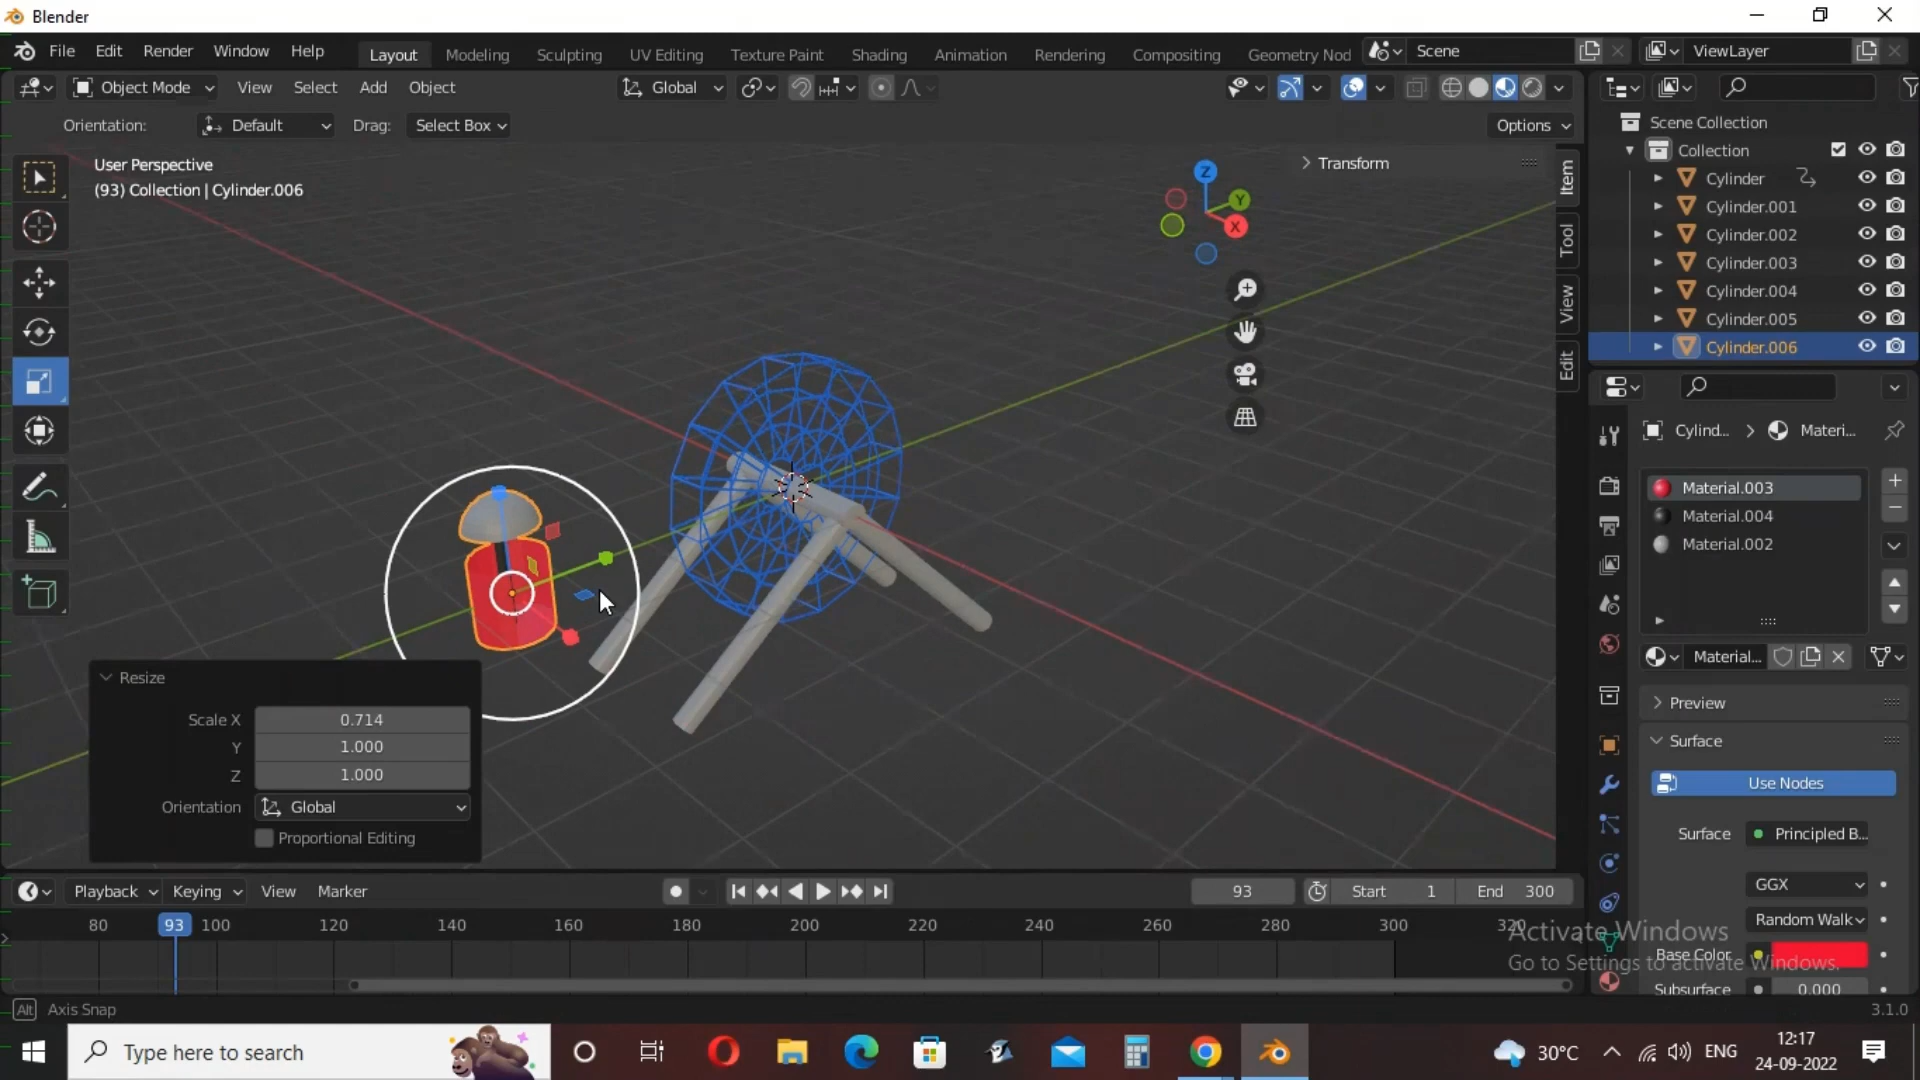 Blender
File Edit Render Window Help Layout Modeling Sculpting UV Editing Texture Paint Shading Animation Rendering Compositing Geometry Nod Scene ViewLayer
Object Mode View Select Add Object Global
Orientation: Default Drag: Select Box Options
User Perspective
(93) Collection | Cylinder.006
Transform
Item
Tool
View
Edit
Z
Y
X
Scene Collection
Collection
Cylinder
Cylinder.001
Cylinder.002
Cylinder.003
Cylinder.004
Cylinder.005
Cylinder.006
Cylind... > Materi...
Material.003
Material.004
Material.002
Material...
Preview
Surface
Use Nodes
Surface Principled B...
GGX
Random Walk
Base Color
Subsurface 0.000
Resize
Scale X 0.714
Y 1.000
Z 1.000
Orientation Global
Proportional Editing
Playback Keying View Marker 93 Start 1 End 300
80 93 100 120 140 160 180 200 220 240 260 280 300 320
Activate Windows
Go to Settings to activate Windows.
Alt Axis Snap 3.1.0
Type here to search 30°C ENG 12:17
24-09-2022